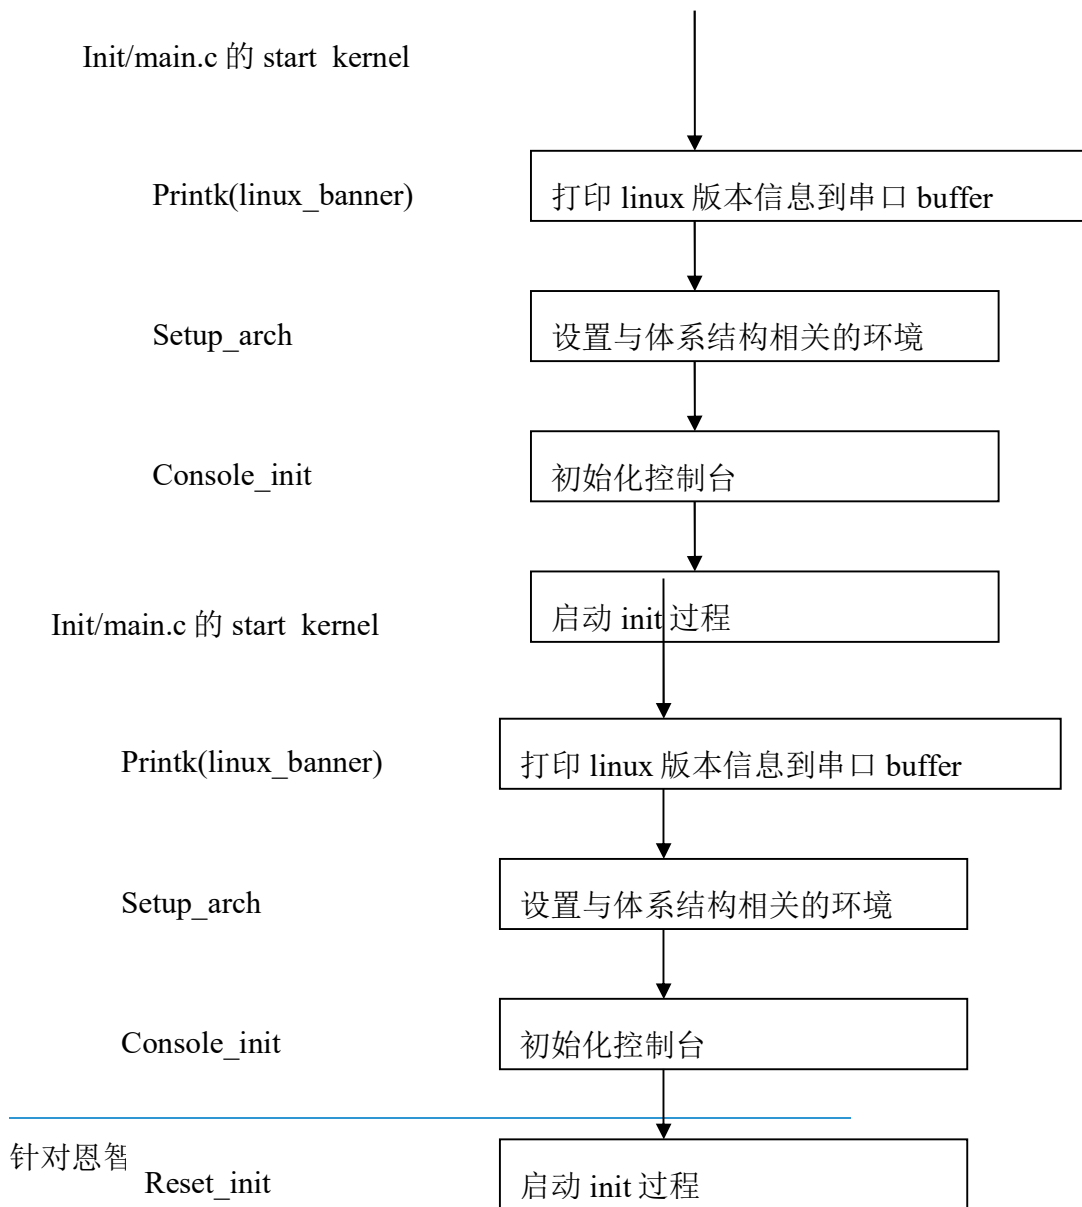 Init/main.c 的 start_kernel
Printk(linux_banner)
打印 linux 版本信息到串口 buffer
Setup_arch
设置与体系结构相关的环境
Console_init
初始化控制台
启动 init 过程
Init/main.c 的 start_kernel
Printk(linux_banner)
打印 linux 版本信息到串口 buffer
Setup_arch
设置与体系结构相关的环境
Console_init
初始化控制台
针对恩智
Reset_init
启动 init 过程